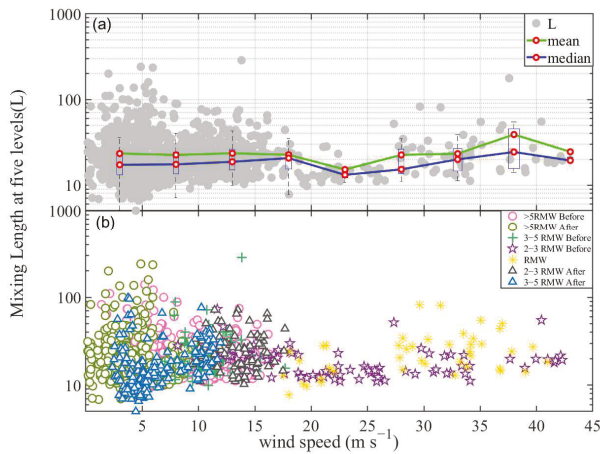 1000
(a)
L
mean
median
100
10
Mixing Length at five levels(L)
1000
(b)
>5RMW Before
>5RMW After
3−5 RMW Before
2−3 RMW Before
RMW
2−3 RMW After
3−5 RMW After
100
10
5 10 15 20 25 30 35 40 45
wind speed (m s⁻¹)